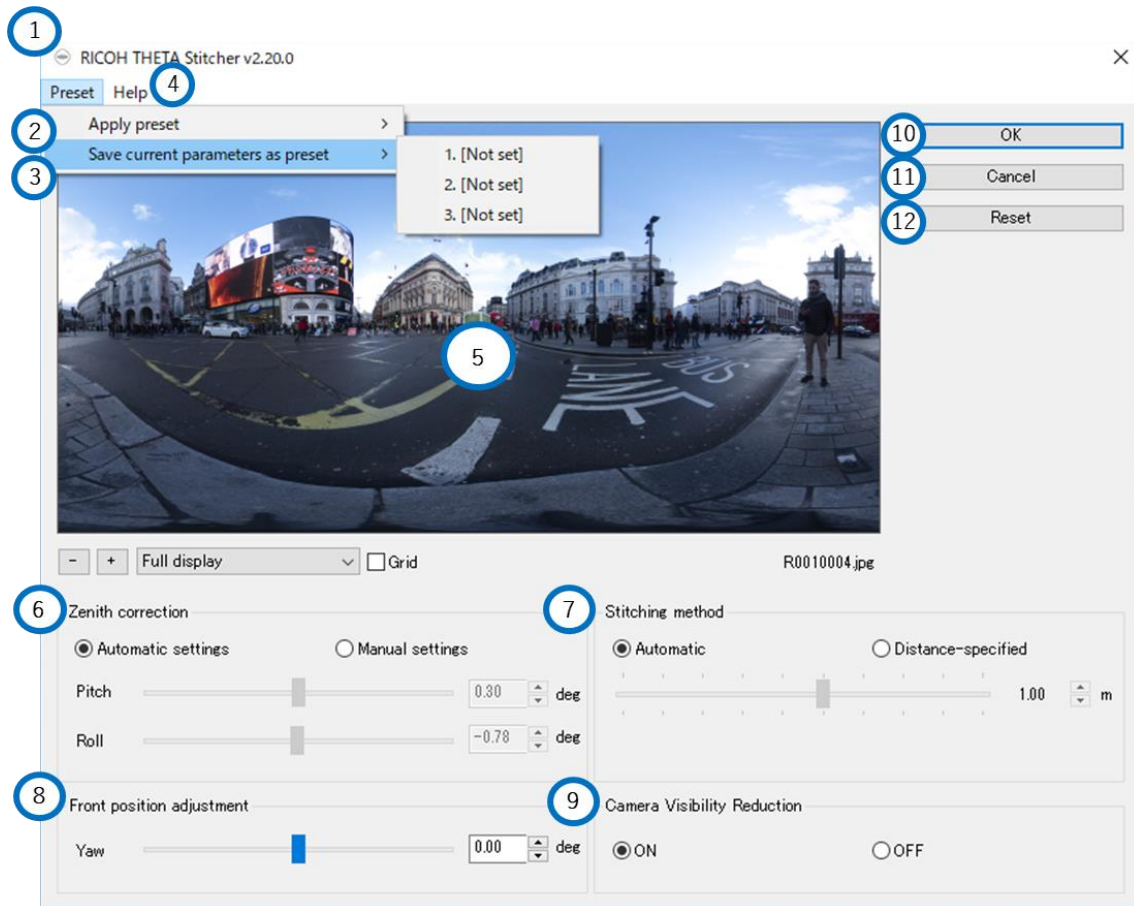 1
RICOH THETA Stitcher v2.20.0
Preset Help 4
2 Apply preset >
Save current parameters as preset >
3
1. [Not set]
2. [Not set]
3. [Not set]
10 OK
11 Cancel
12 Reset
5
BUS
LANE
- + Full display Grid R0010004.jpg
6 Zenith correction
Automatic settings Manual settings
Pitch 0.30 deg
Roll -0.78 deg
7 Stitching method
Automatic Distance-specified
1.00 m
8 Front position adjustment
Yaw 0.00 deg
9 Camera Visibility Reduction
ON OFF